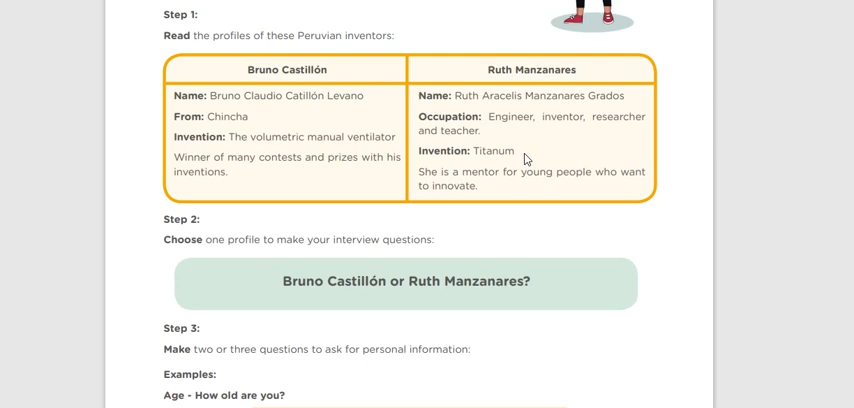 Step 1:
Read the profiles of these Peruvian inventors:
Bruno Castillón
Ruth Manzanares
Name: Bruno Claudio Catillón Levano
From: Chincha
Invention: The volumetric manual ventilator
Winner of many contests and prizes with his
inventions.
Name: Ruth Aracelis Manzanares Grados
Occupation: Engineer, inventor, researcher
and teacher.
Invention: Titanum
She is a mentor for young people who want
to innovate.
Step 2:
Choose one profile to make your interview questions:
Bruno Castillón or Ruth Manzanares?
Step 3:
Make two or three questions to ask for personal information:
Examples:
Age - How old are you?